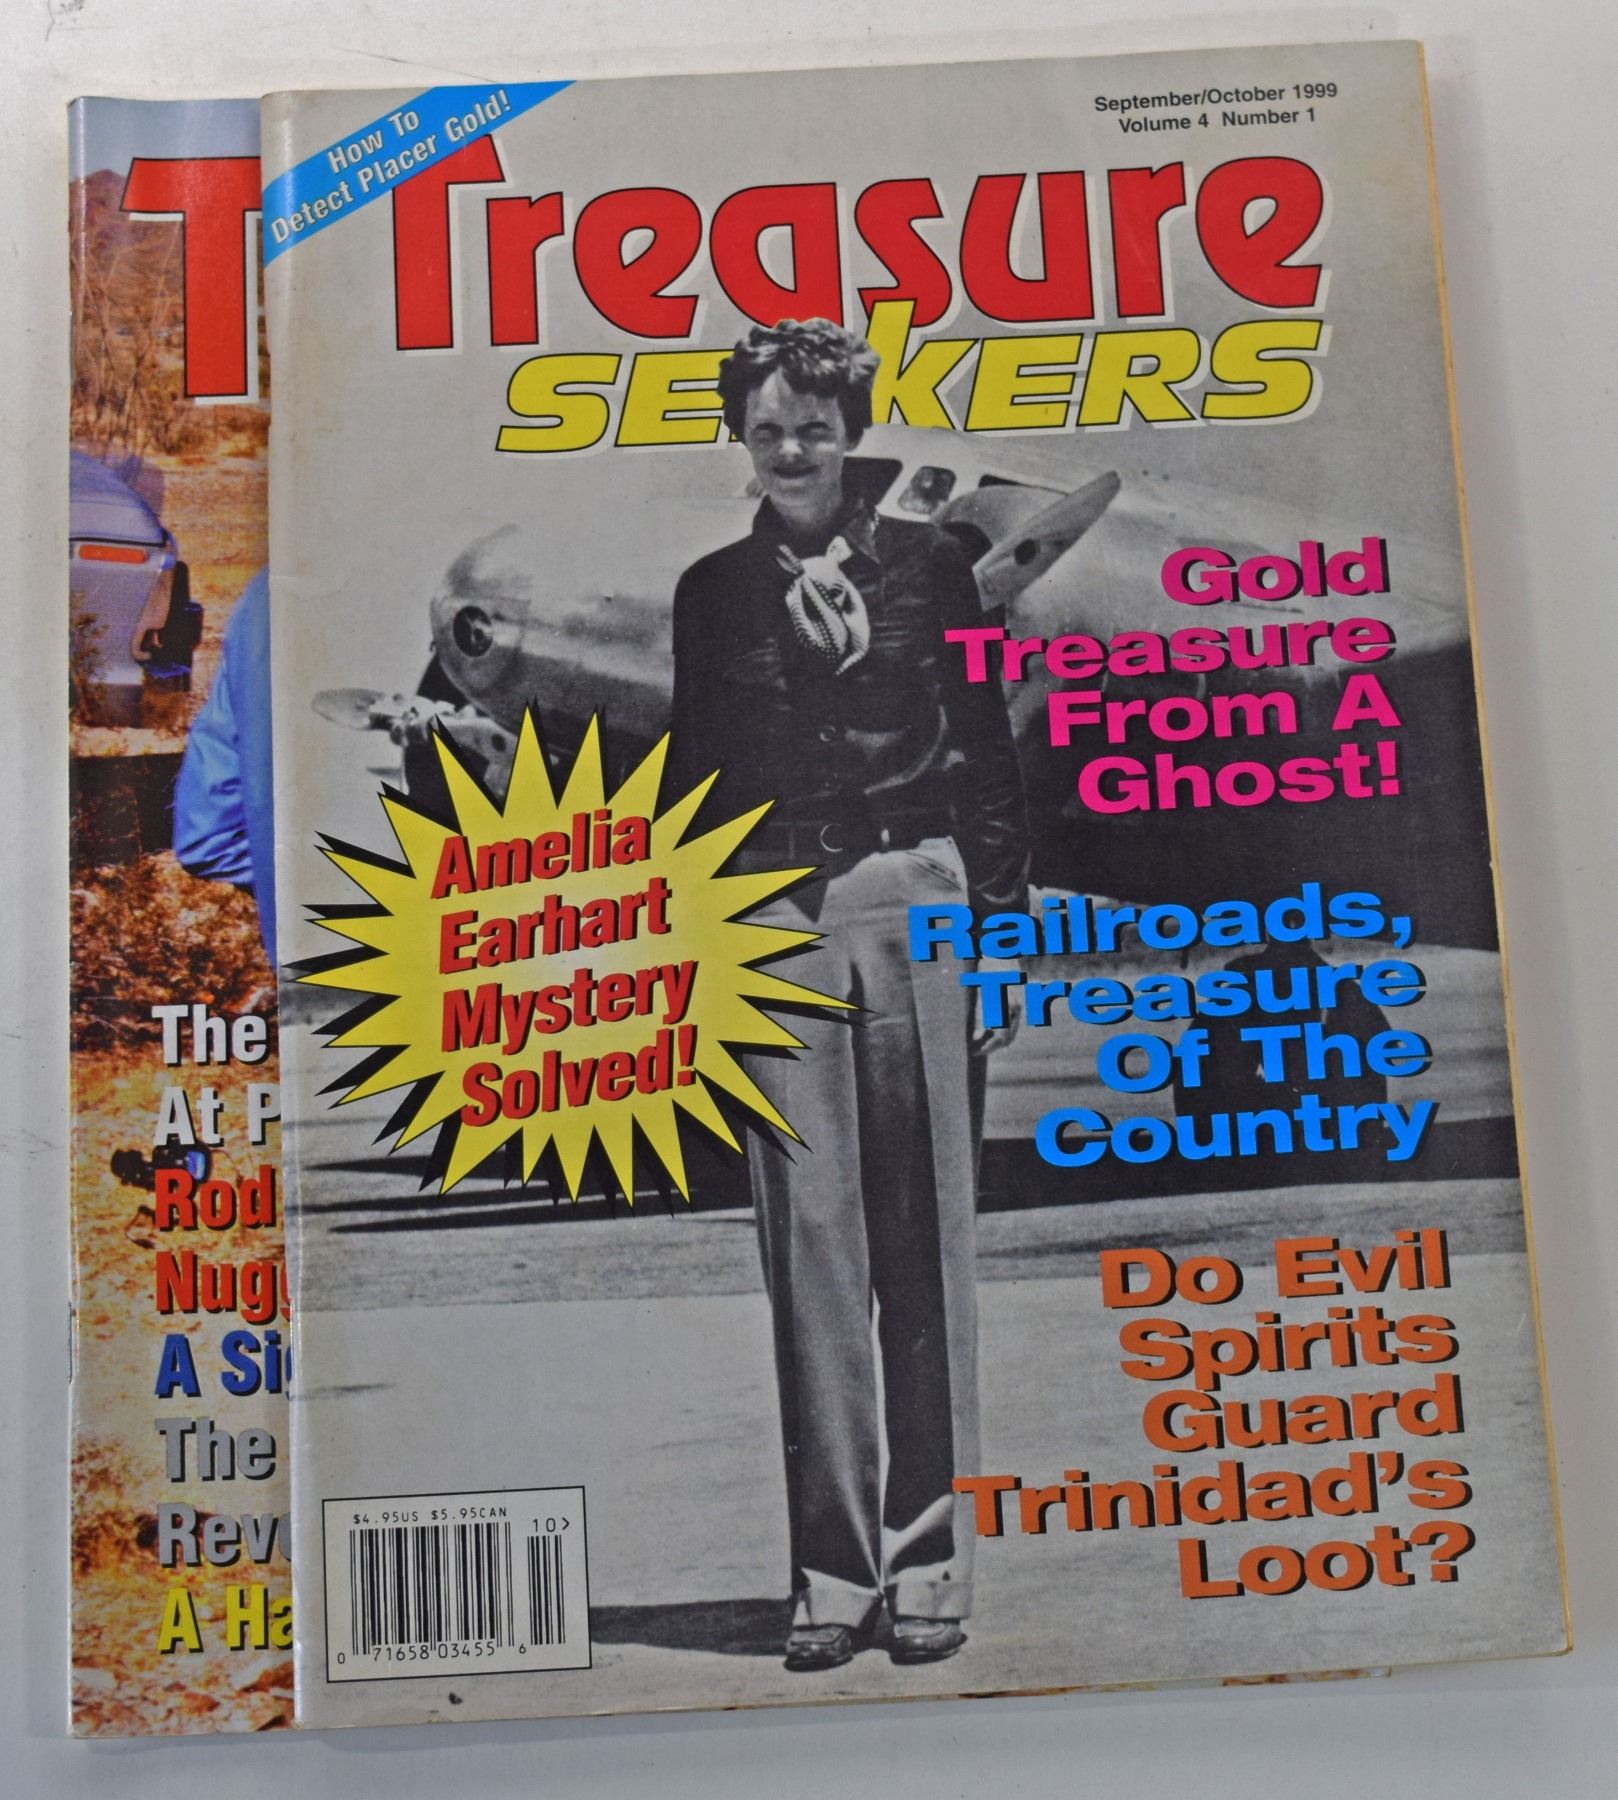 How To
Detect Placer Gold!
September/October 1999
Volume 4 Number 1
Treasure
SEEKERS
Gold
Treasure
From A
Ghost!
Amelia
Earhart
Mystery
Solved!
Railroads,
Treasure
Of The
Country
Do Evil
Spirits
Guard
Trinidad's
Loot?
$4.95US $5.95CAN
10>
0 71658 03455 6
T
The
At P
Rod
Nugg
A Si
The
Reve
A Ha